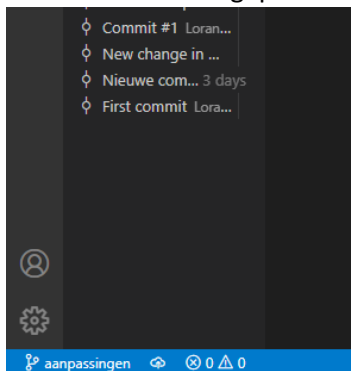 Commit #1 Loran...
New change in ...
Nieuwe com... 3 days
First commit Lora...
aanpassingen 0 0